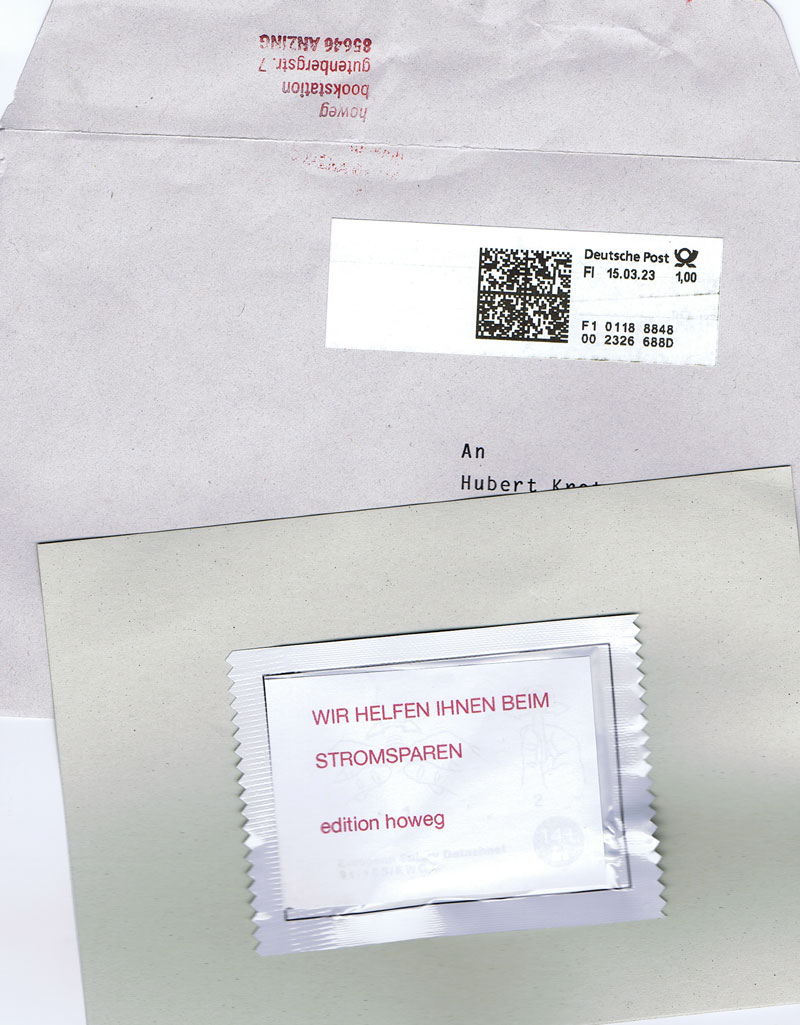 howeg
bookstation
gutenbergstr. 7
85646 ANZING
Deutsche Post
FI 15.03.23 1,00
F1 0118 8848
00 2326 688D
An
Hubert
WIR HELFEN IHNEN BEIM
STROMSPAREN
edition howeg
2